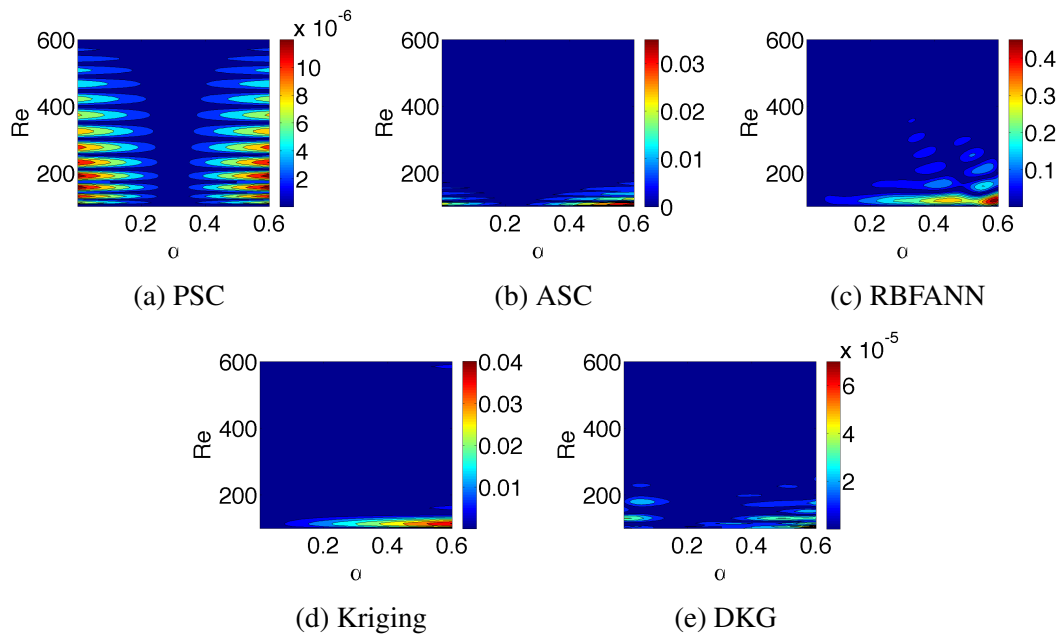 x 10⁻⁶
600
400
200
Re
0.2 0.4 0.6
α
10
8
6
4
2
(a) PSC
600
400
200
Re
0.2 0.4 0.6
α
0.03
0.02
0.01
0
(b) ASC
600
400
200
Re
0.2 0.4 0.6
α
0.4
0.3
0.2
0.1
(c) RBFANN
600
400
200
Re
0.2 0.4 0.6
α
0.04
0.03
0.02
0.01
(d) Kriging
x 10⁻⁵
600
400
200
Re
0.2 0.4 0.6
α
6
4
2
(e) DKG